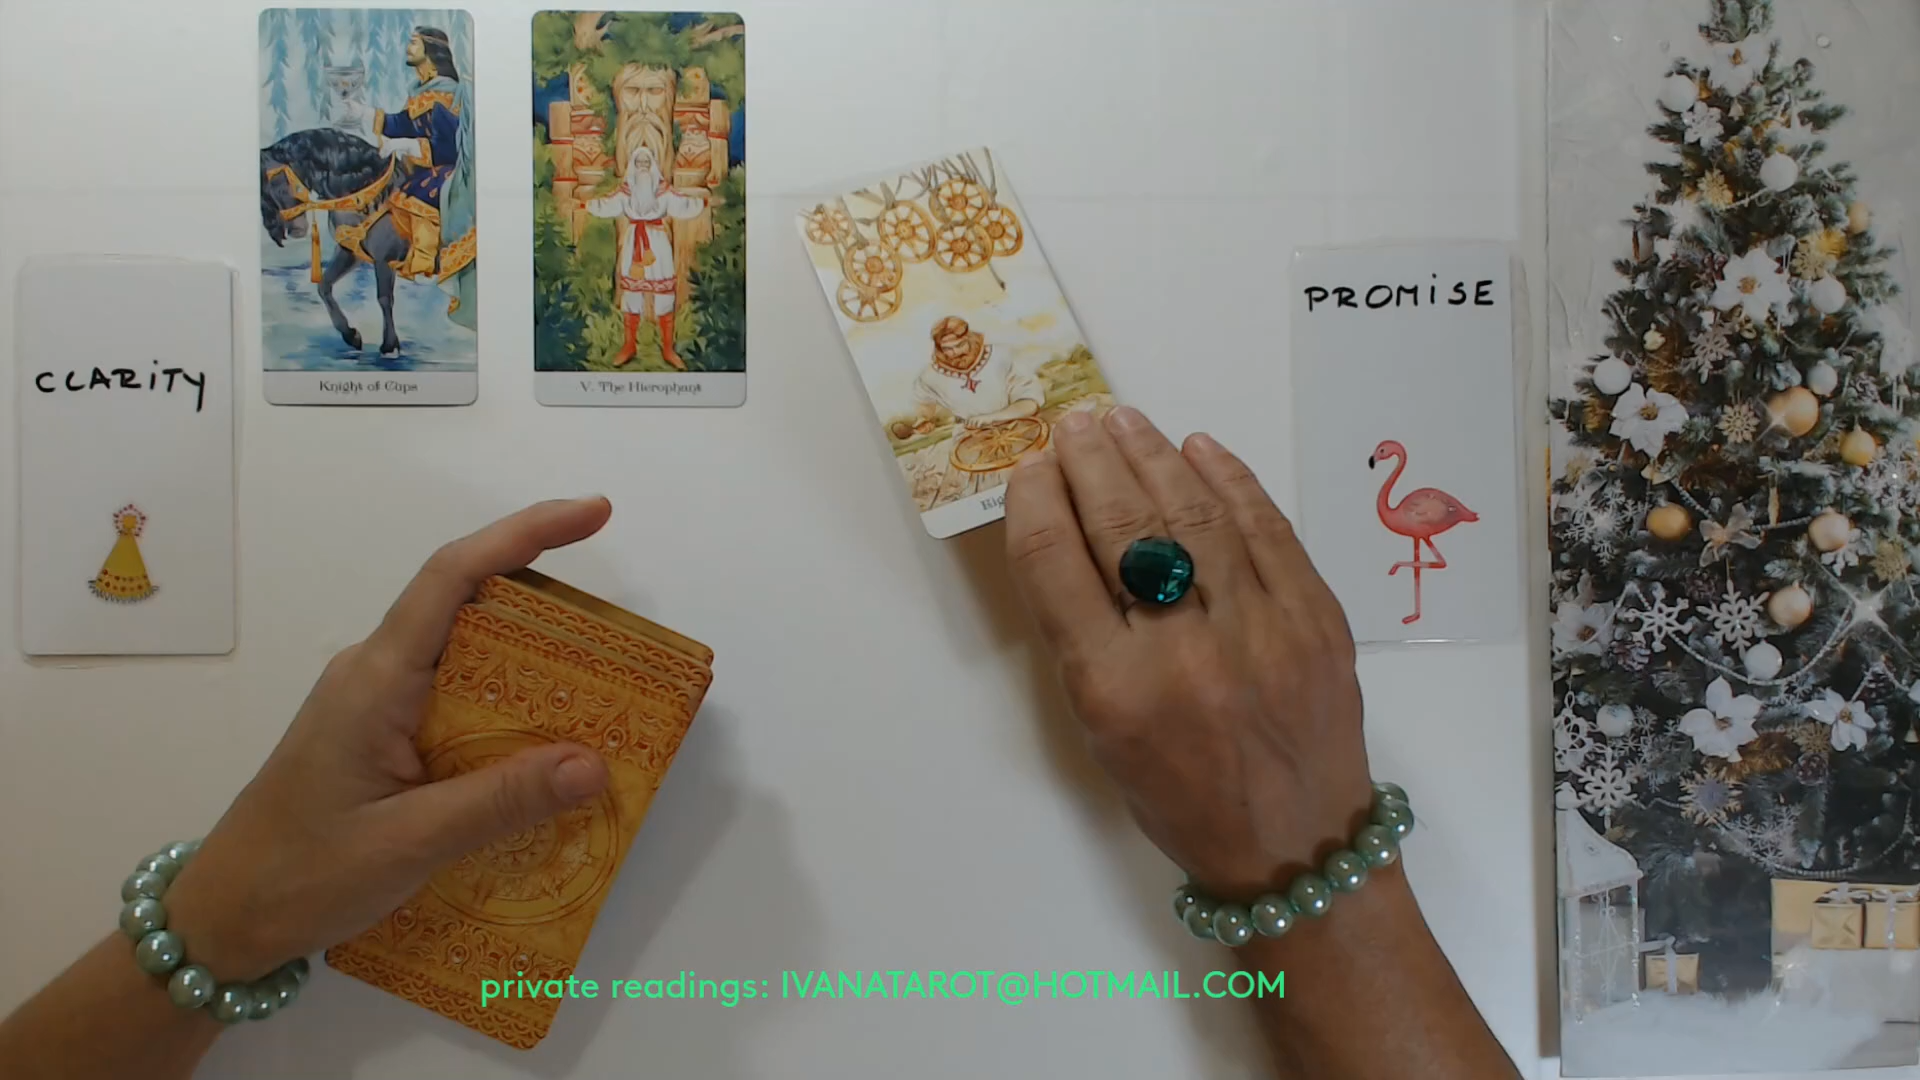 Knight of Cups
V. The Hierophant
PROMiSE
CLARiTY
private readings: IVANATAROT@HOTMAIL.COM